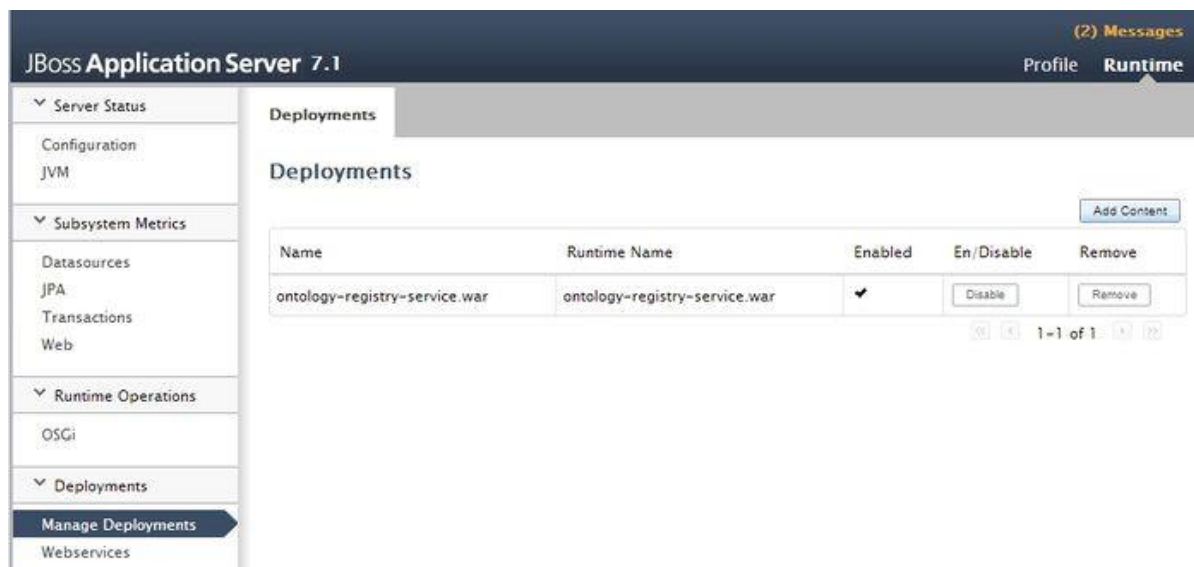 (2) Messages
JBoss Application Server 7.1
Profile Runtime
Server Status
Configuration
JVM
Subsystem Metrics
Datasources
JPA
Transactions
Web
Runtime Operations
OSGi
Deployments
Manage Deployments
Webservices
Deployments
Deployments
Add Content
Name Runtime Name Enabled En/Disable Remove
ontology-registry-service.war ontology-registry-service.war Disable Remove
1-1 of 1